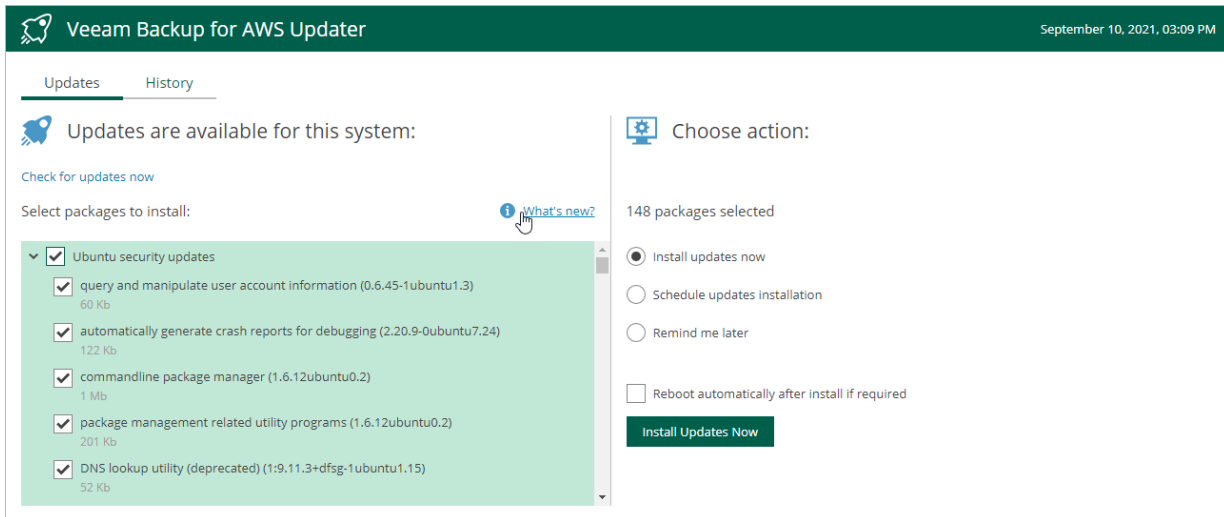 Veeam Backup for AWS Updater
September 10, 2021, 03:09 PM
Updates
History
Updates are available for this system:
Check for updates now
Select packages to install:
What's new?
Ubuntu security updates
query and manipulate user account information (0.6.45-1ubuntu1.3)
60 Kb
automatically generate crash reports for debugging (2.20.9-0ubuntu7.24)
122 Kb
commandline package manager (1.6.12ubuntu0.2)
1 Mb
package management related utility programs (1.6.12ubuntu0.2)
201 Kb
DNS lookup utility (deprecated) (1:9.11.3+dfsg-1ubuntu1.15)
52 Kb
Choose action:
148 packages selected
Install updates now
Schedule updates installation
Remind me later
Reboot automatically after install if required
Install Updates Now